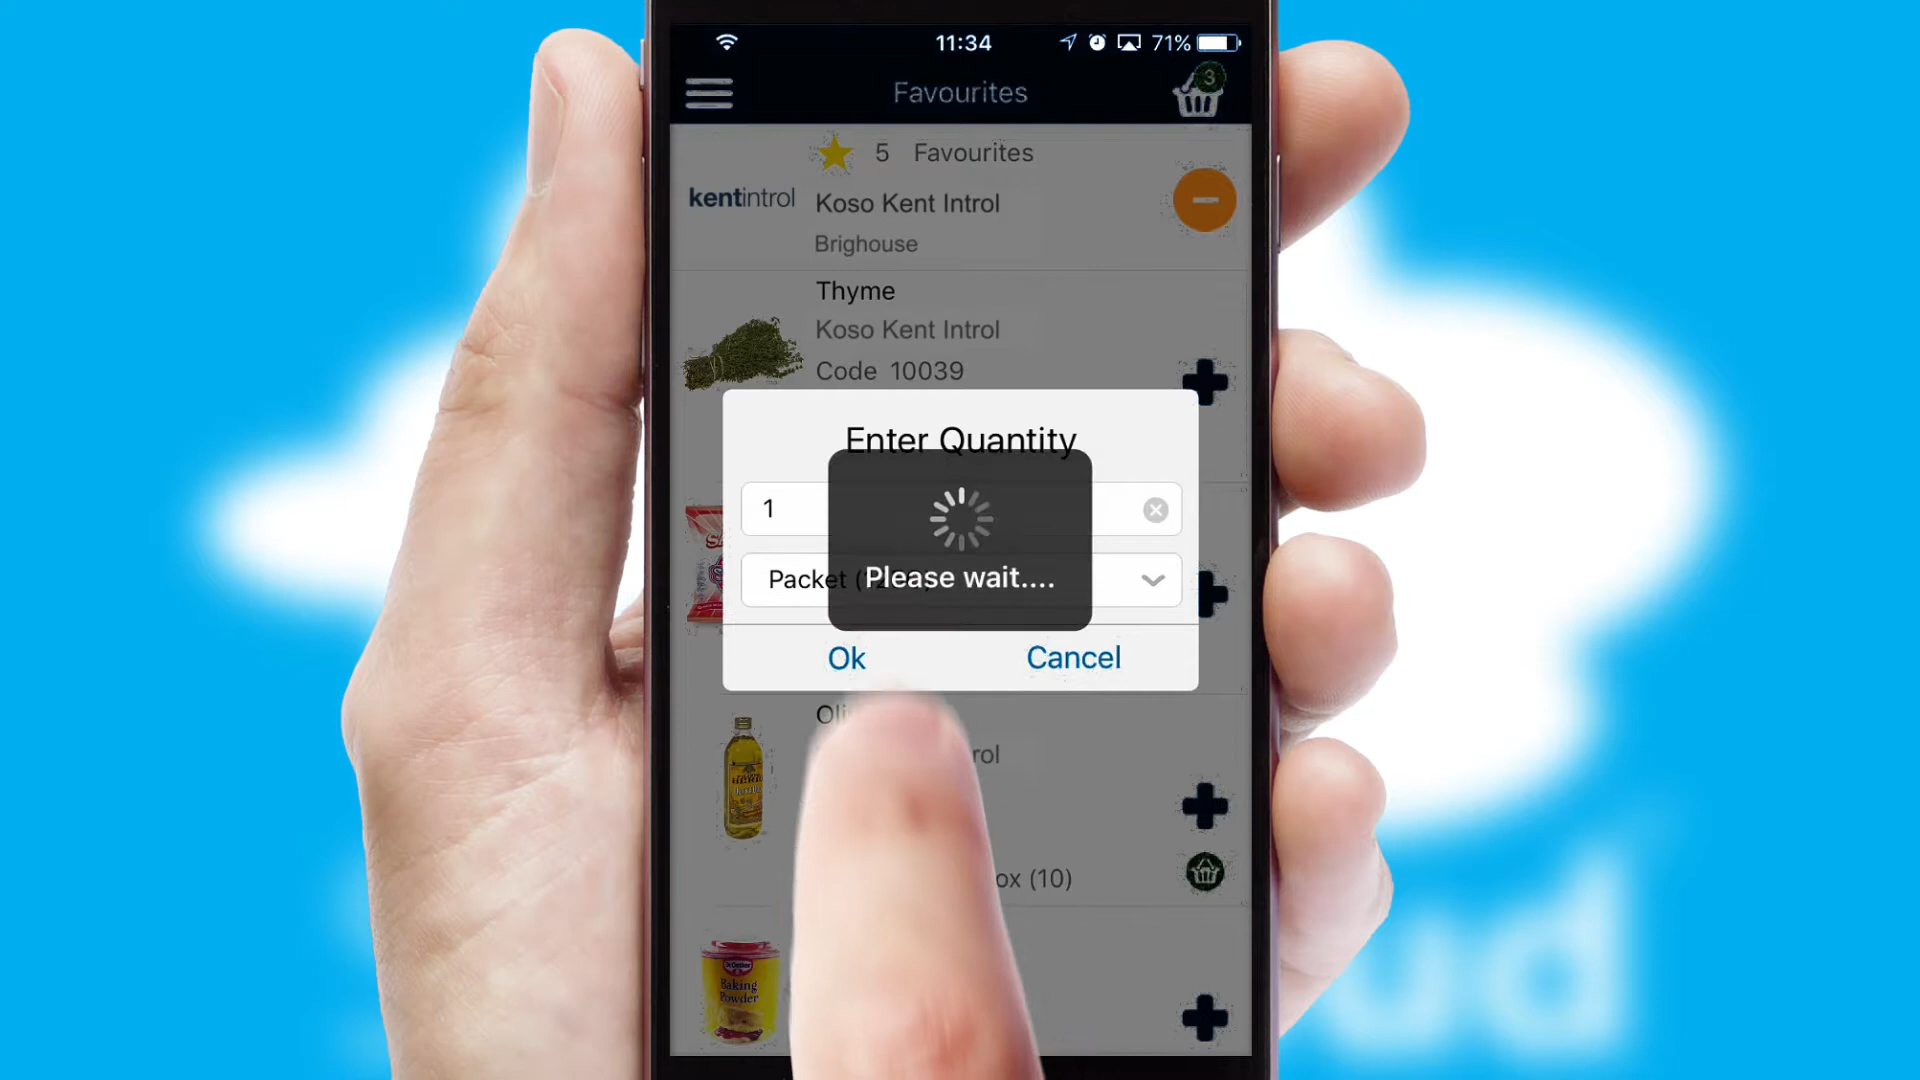 11:34
71%
Favourites
3
5 Favourites
kentintrol
Koso Kent Introl
Brighouse
Thyme
Koso Kent Introl
Code 10039
Enter Quantity
1
Packet
Please wait....
Ok
Cancel
rol
ox (10)
Baking
Powder
ud